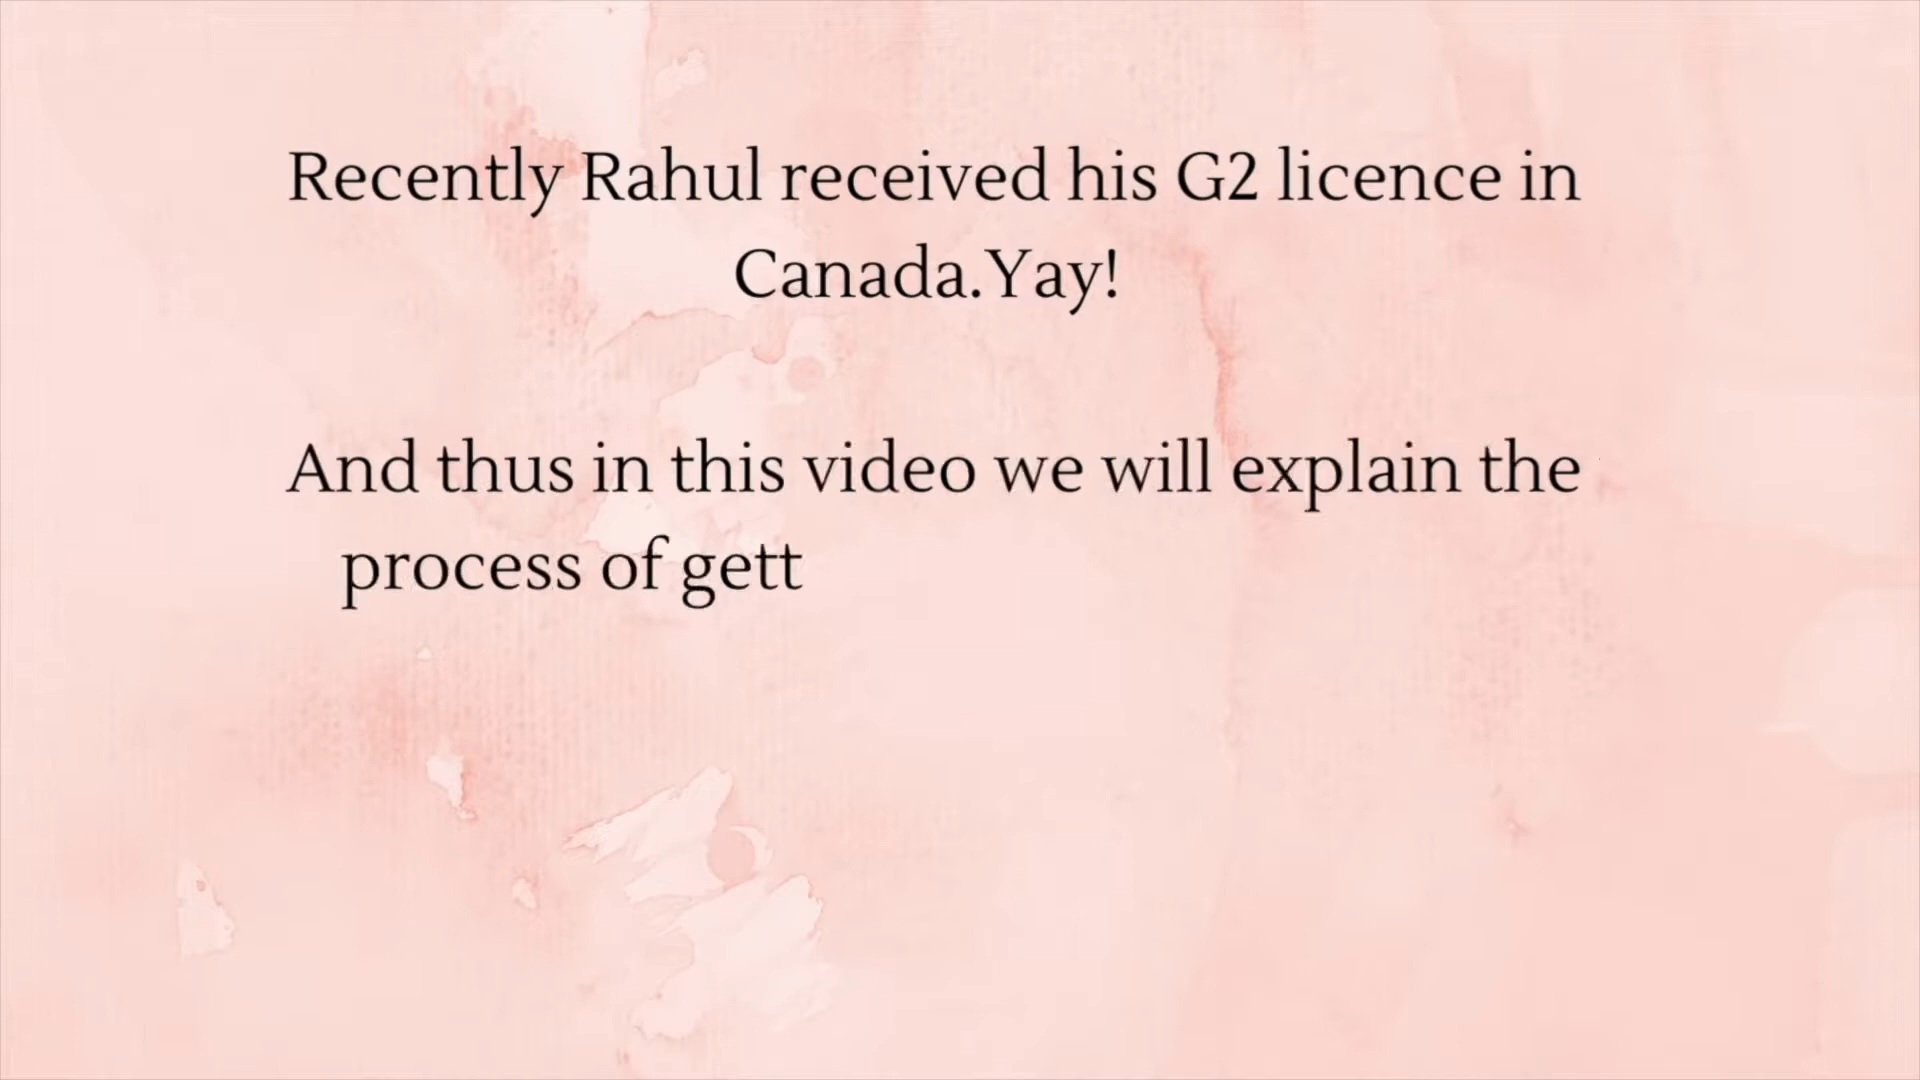 Recently Rahul received his G2 licence in
Canada.Yay!
And thus in this video we will explain the
process of gett